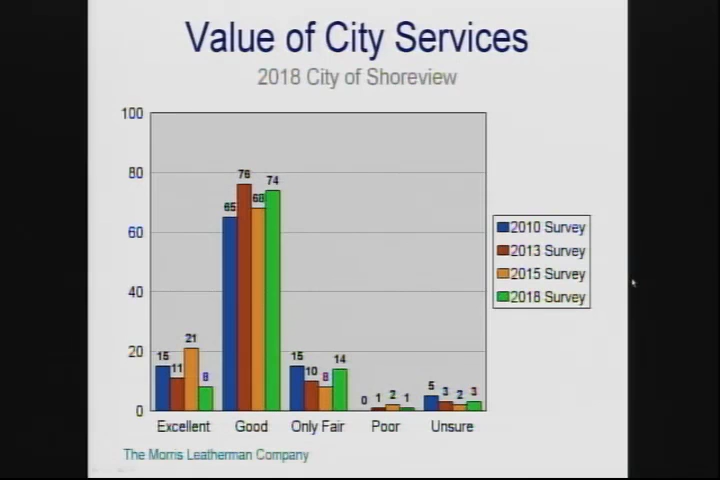 Value of City Services
2018 City of Shoreview
100
80
60
40
20
0
15 11 21 8
65 76 68 74
15 10 8 14
0 1 2 1
5 3 2 3
Excellent Good Only Fair Poor Unsure
2010 Survey
2013 Survey
2015 Survey
2018 Survey
The Morris Leatherman Company